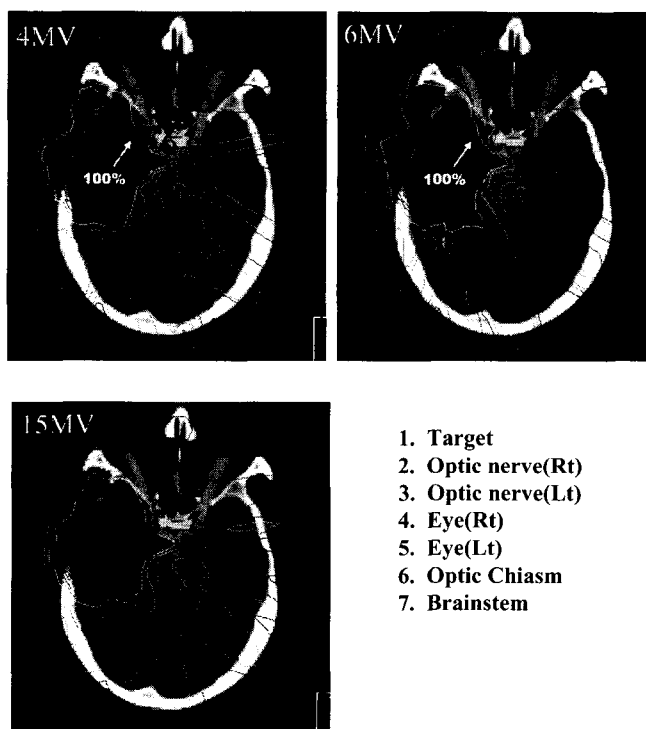 4MV
6MV
100%
100%
15MV
1. Target
2. Optic nerve(Rt)
3. Optic nerve(Lt)
4. Eye(Rt)
5. Eye(Lt)
6. Optic Chiasm
7. Brainstem